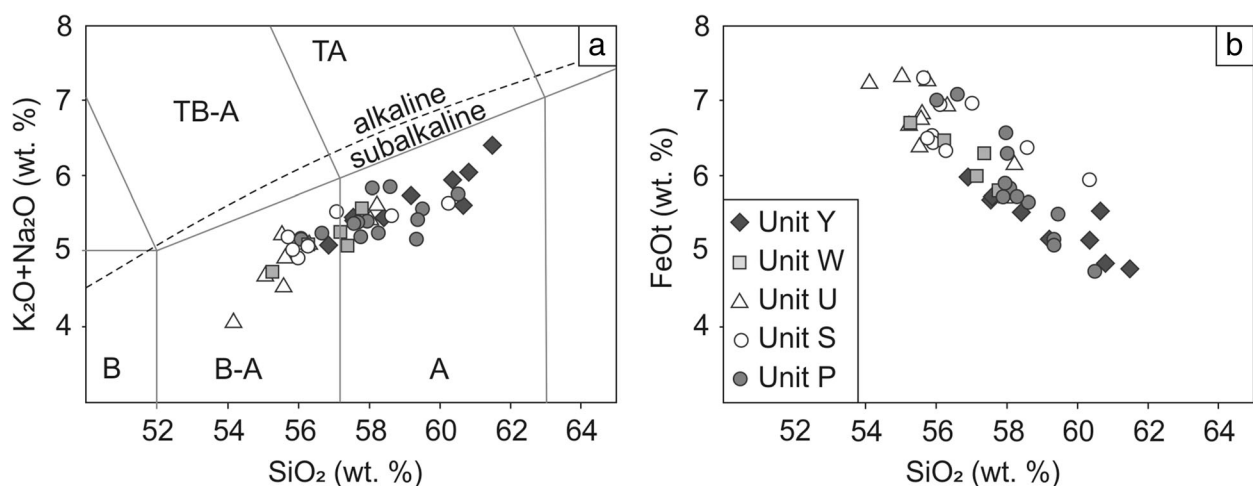 8
7
6
5
4
K₂O+Na₂O (wt. %)
52 54 56 58 60 62 64
SiO₂ (wt. %)
a
TA
TB-A
alkaline
subalkaline
B
B-A
A
8
7
6
5
4
FeOt (wt. %)
52 54 56 58 60 62 64
SiO₂ (wt. %)
b
Unit Y
Unit W
Unit U
Unit S
Unit P